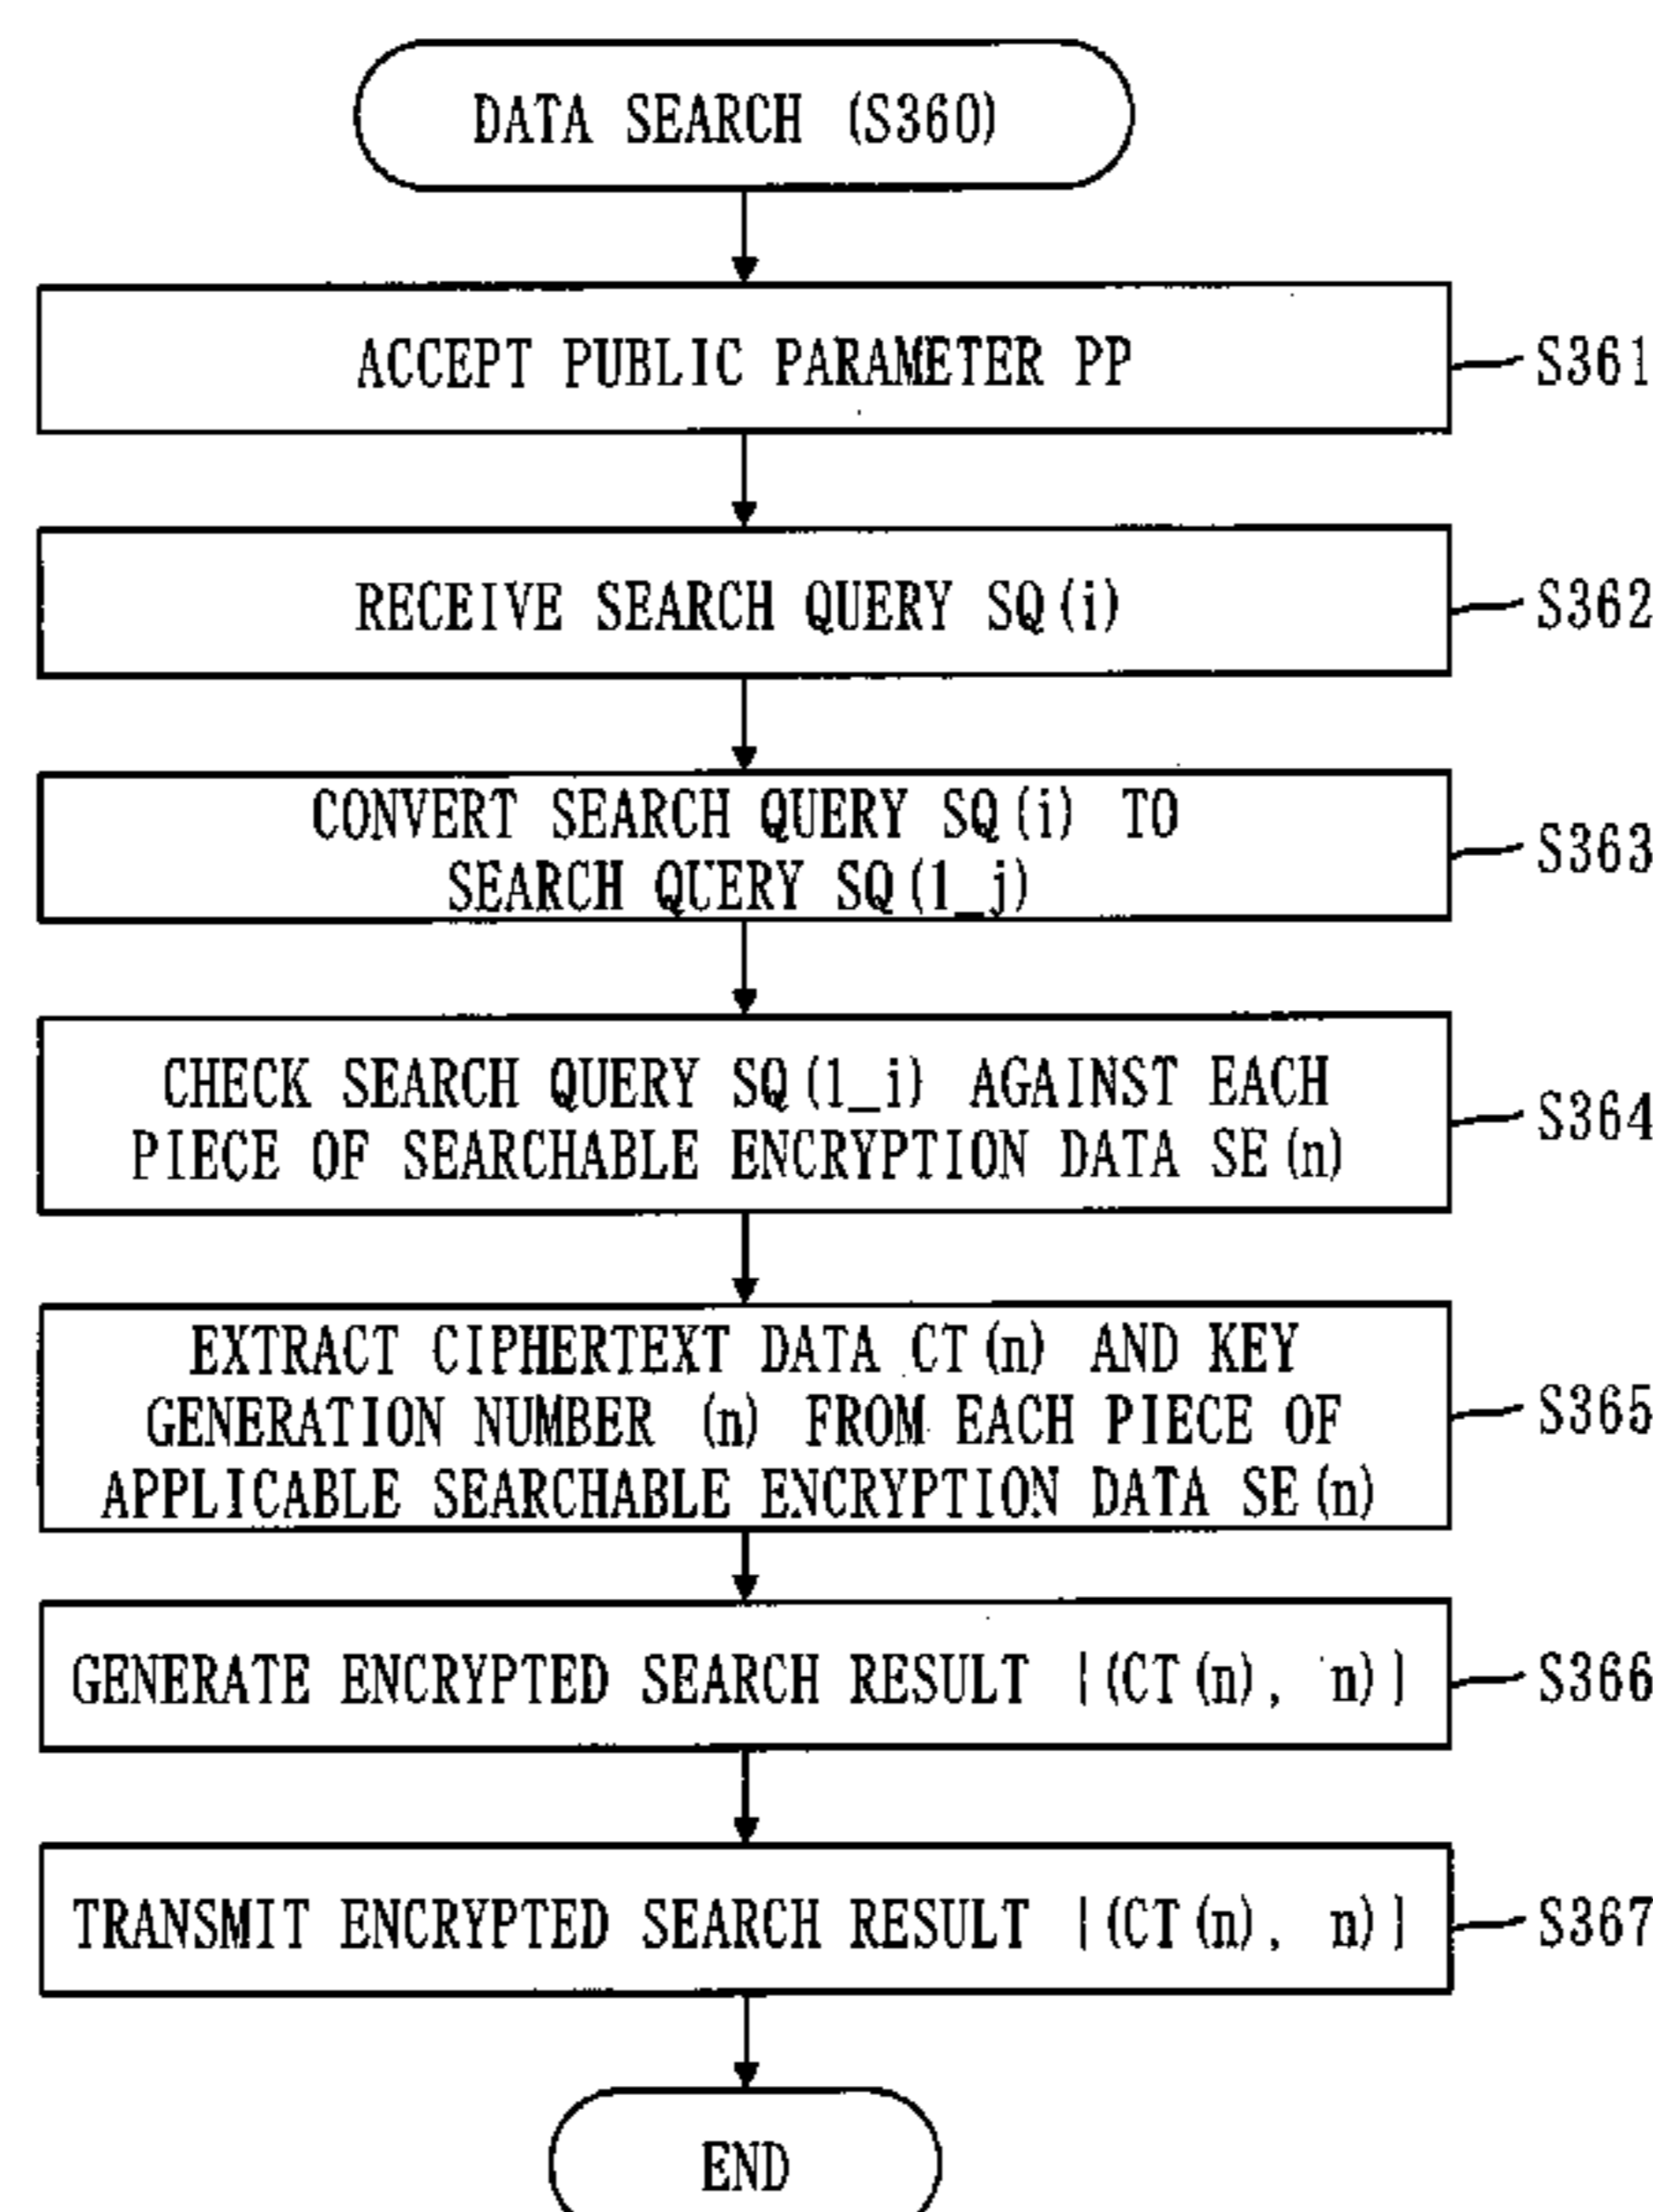 DATA SEARCH (S360)
ACCEPT PUBLIC PARAMETER PP
S361
RECEIVE SEARCH QUERY SQ(i)
S362
CONVERT SEARCH QUERY SQ(i) TO
SEARCH QUERY SQ(1_j)
S363
CHECK SEARCH QUERY SQ(1_i) AGAINST EACH
PIECE OF SEARCHABLE ENCRYPTION DATA SE(n)
S364
EXTRACT CIPHERTEXT DATA CT(n) AND KEY
GENERATION NUMBER (n) FROM EACH PIECE OF
APPLICABLE SEARCHABLE ENCRYPTION DATA SE(n)
S365
GENERATE ENCRYPTED SEARCH RESULT {(CT(n), n)}
S366
TRANSMIT ENCRYPTED SEARCH RESULT {(CT(n), n)}
S367
END